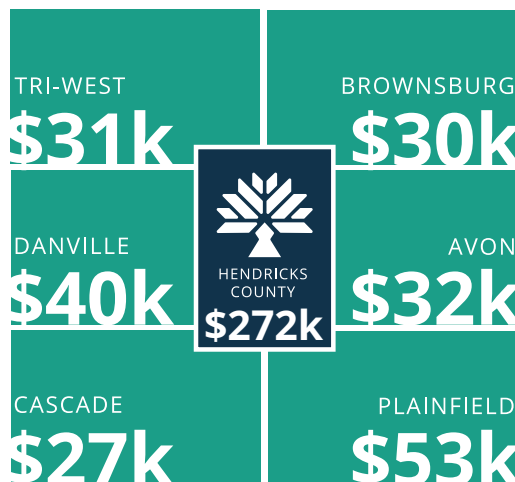 TRI-WEST
$31k
BROWNSBURG
$30k
DANVILLE
$40k
HENDRICKS
COUNTY
$272k
AVON
$32k
CASCADE
$27k
PLAINFIELD
$53k